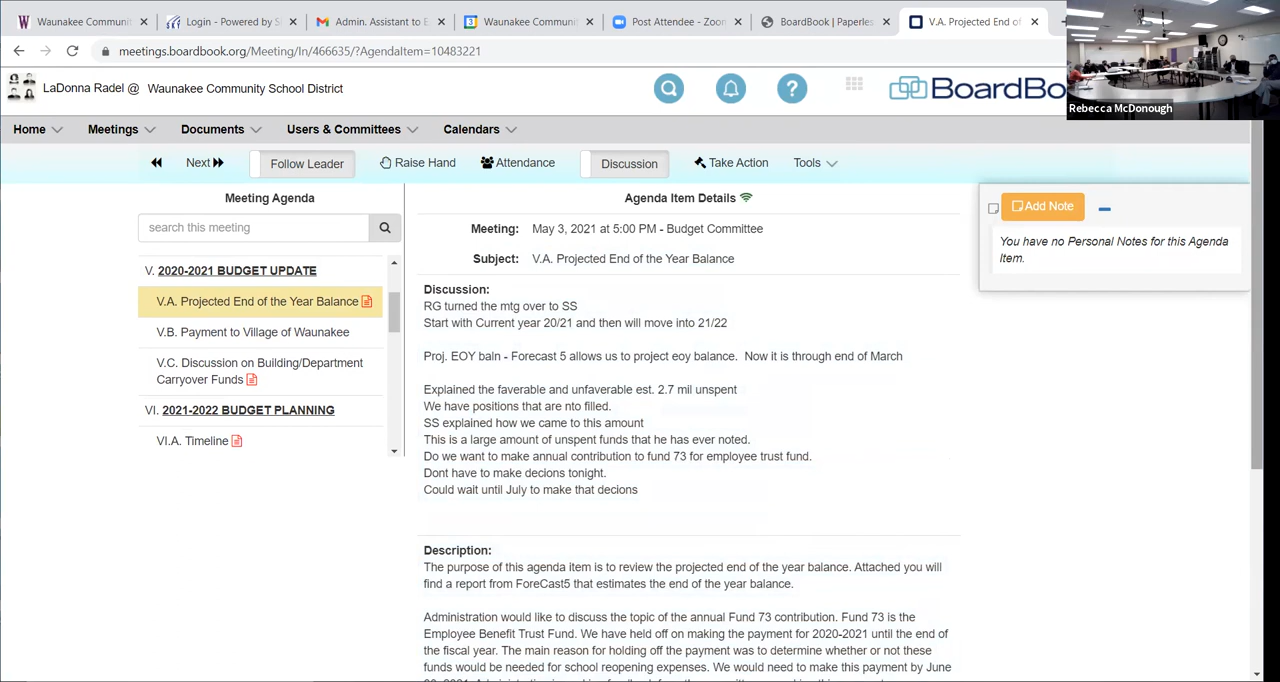 Waunakee Communit
Login - Powered by S
Admin. Assistant to E
Waunakee Communit
Post Attendee - Zoom
BoardBook | Paperles
V.A. Projected End of
meetings.boardbook.org/Meeting/In/466635/?AgendaItem=10483221
Rebecca McDonough
LaDonna Radel @ Waunakee Community School District
BoardBo
Home Meetings Documents Users & Committees Calendars
Next Follow Leader Raise Hand Attendance Discussion Take Action Tools
Meeting Agenda
search this meeting
V. 2020-2021 BUDGET UPDATE
V.A. Projected End of the Year Balance
V.B. Payment to Village of Waunakee
V.C. Discussion on Building/Department
Carryover Funds
VI. 2021-2022 BUDGET PLANNING
VI.A. Timeline
Agenda Item Details
Meeting: May 3, 2021 at 5:00 PM - Budget Committee
Subject: V.A. Projected End of the Year Balance
Discussion:
RG turned the mtg over to SS
Start with Current year 20/21 and then will move into 21/22
Proj. EOY baln - Forecast 5 allows us to project eoy balance. Now it is through end of March
Explained the faverable and unfaverable est. 2.7 mil unspent
We have positions that are nto filled.
SS explained how we came to this amount
This is a large amount of unspent funds that he has ever noted.
Do we want to make annual contribution to fund 73 for employee trust fund.
Dont have to make decions tonight.
Could wait until July to make that decions
Description:
The purpose of this agenda item is to review the projected end of the year balance. Attached you will
find a report from ForeCast5 that estimates the end of the year balance.
Administration would like to discuss the topic of the annual Fund 73 contribution. Fund 73 is the
Employee Benefit Trust Fund. We have held off on making the payment for 2020-2021 until the end of
the fiscal year. The main reason for holding off the payment was to determine whether or not these
funds would be needed for school reopening expenses. We would need to make this payment by June
Add Note
You have no Personal Notes for this Agenda
Item.